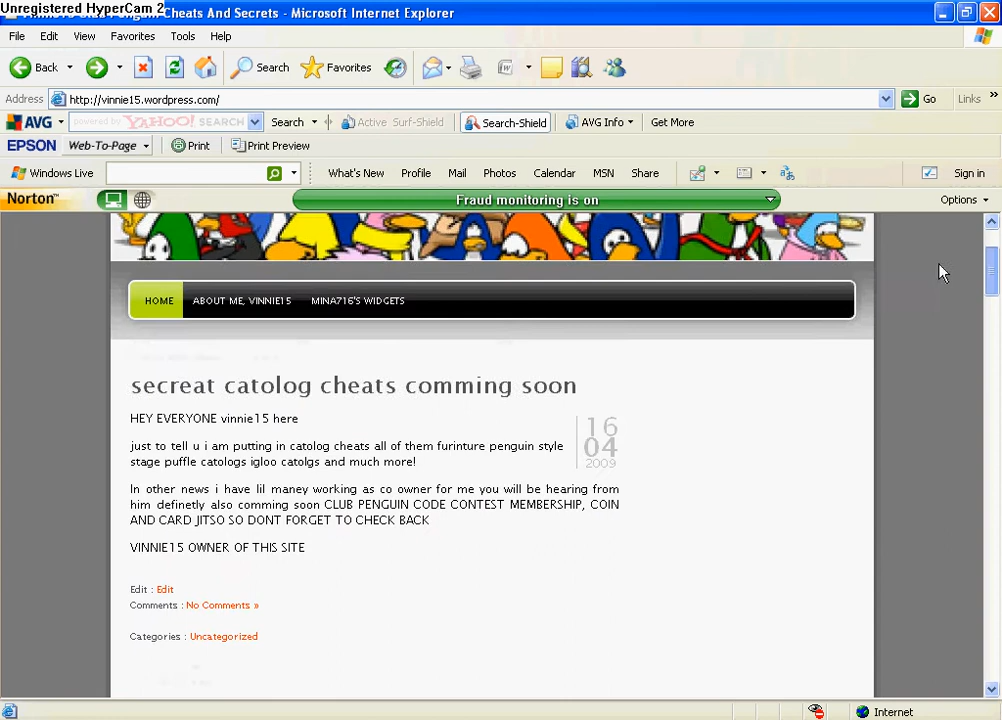 Unregistered HyperCam 2
Cheats And Secrets - Microsoft Internet Explorer
File Edit View Favorites Tools Help
Back Search Favorites
Address http://vinnie15.wordpress.com/ Go Links »
AVG powered by YAHOO! SEARCH Search Active Surf-Shield Search-Shield AVG Info Get More
EPSON Web-To-Page Print Print Preview
Windows Live What's New Profile Mail Photos Calendar MSN Share Sign in
Norton™ Fraud monitoring is on Options
HOME ABOUT ME, VINNIE15 MINA716'S WIDGETS
secreat catolog cheats comming soon
HEY EVERYONE vinnie15 here
16
04
2009
just to tell u i am putting in catolog cheats all of them furinture penguin style
stage puffle catologs igloo catolgs and much more!
In other news i have lil maney working as co owner for me you will be hearing from
him definetly also comming soon CLUB PENGUIN CODE CONTEST MEMBERSHIP, COIN
AND CARD JITSO SO DONT FORGET TO CHECK BACK
VINNIE15 OWNER OF THIS SITE
Edit : Edit
Comments : No Comments »
Categories : Uncategorized
Internet